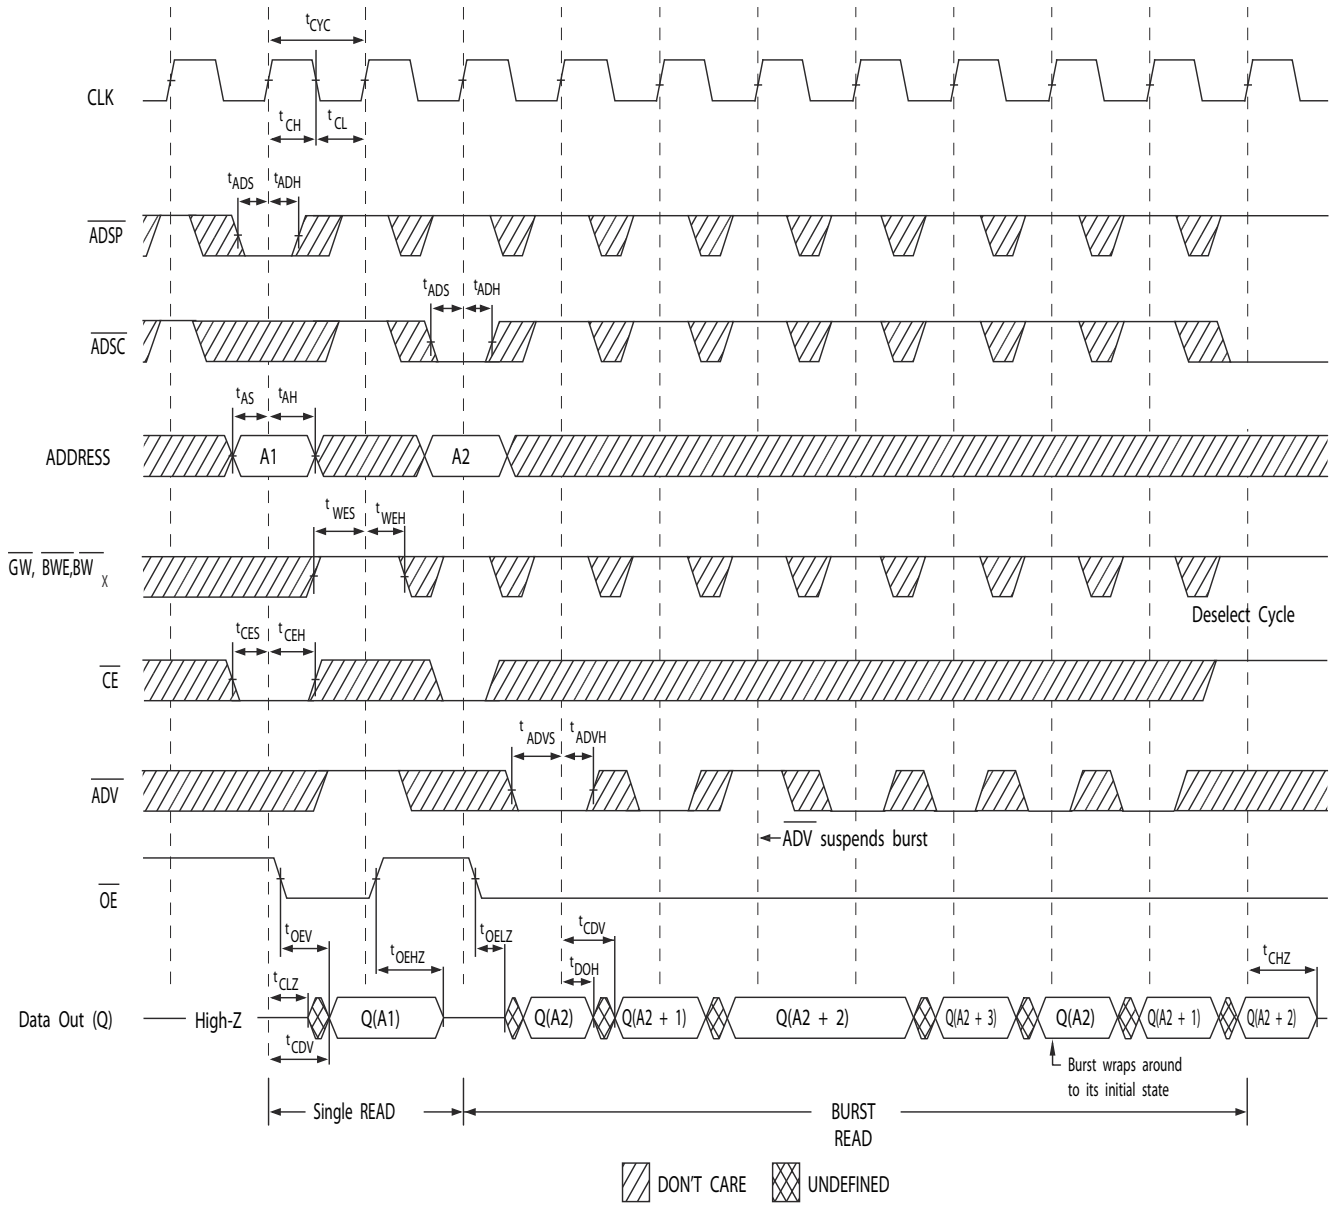 tCYC
CLK
tCH
tCL
tADS
tADH
ADSP
tADS
tADH
ADSC
tAS
tAH
ADDRESS
A1
A2
tWES
tWEH
GW, BWE,BW X
Deselect Cycle
tCES
tCEH
CE
tADVS
tADVH
ADV
ADV suspends burst
OE
tOEV
tOEHZ
tOELZ
tCDV
tCLZ
tDOH
tCHZ
Data Out (Q)
High-Z
Q(A1)
Q(A2)
Q(A2 + 1)
Q(A2 + 2)
Q(A2 + 3)
Q(A2)
Q(A2 + 1)
Q(A2 + 2)
tCDV
Burst wraps around
to its initial state
Single READ
BURST
READ
DON'T CARE
UNDEFINED